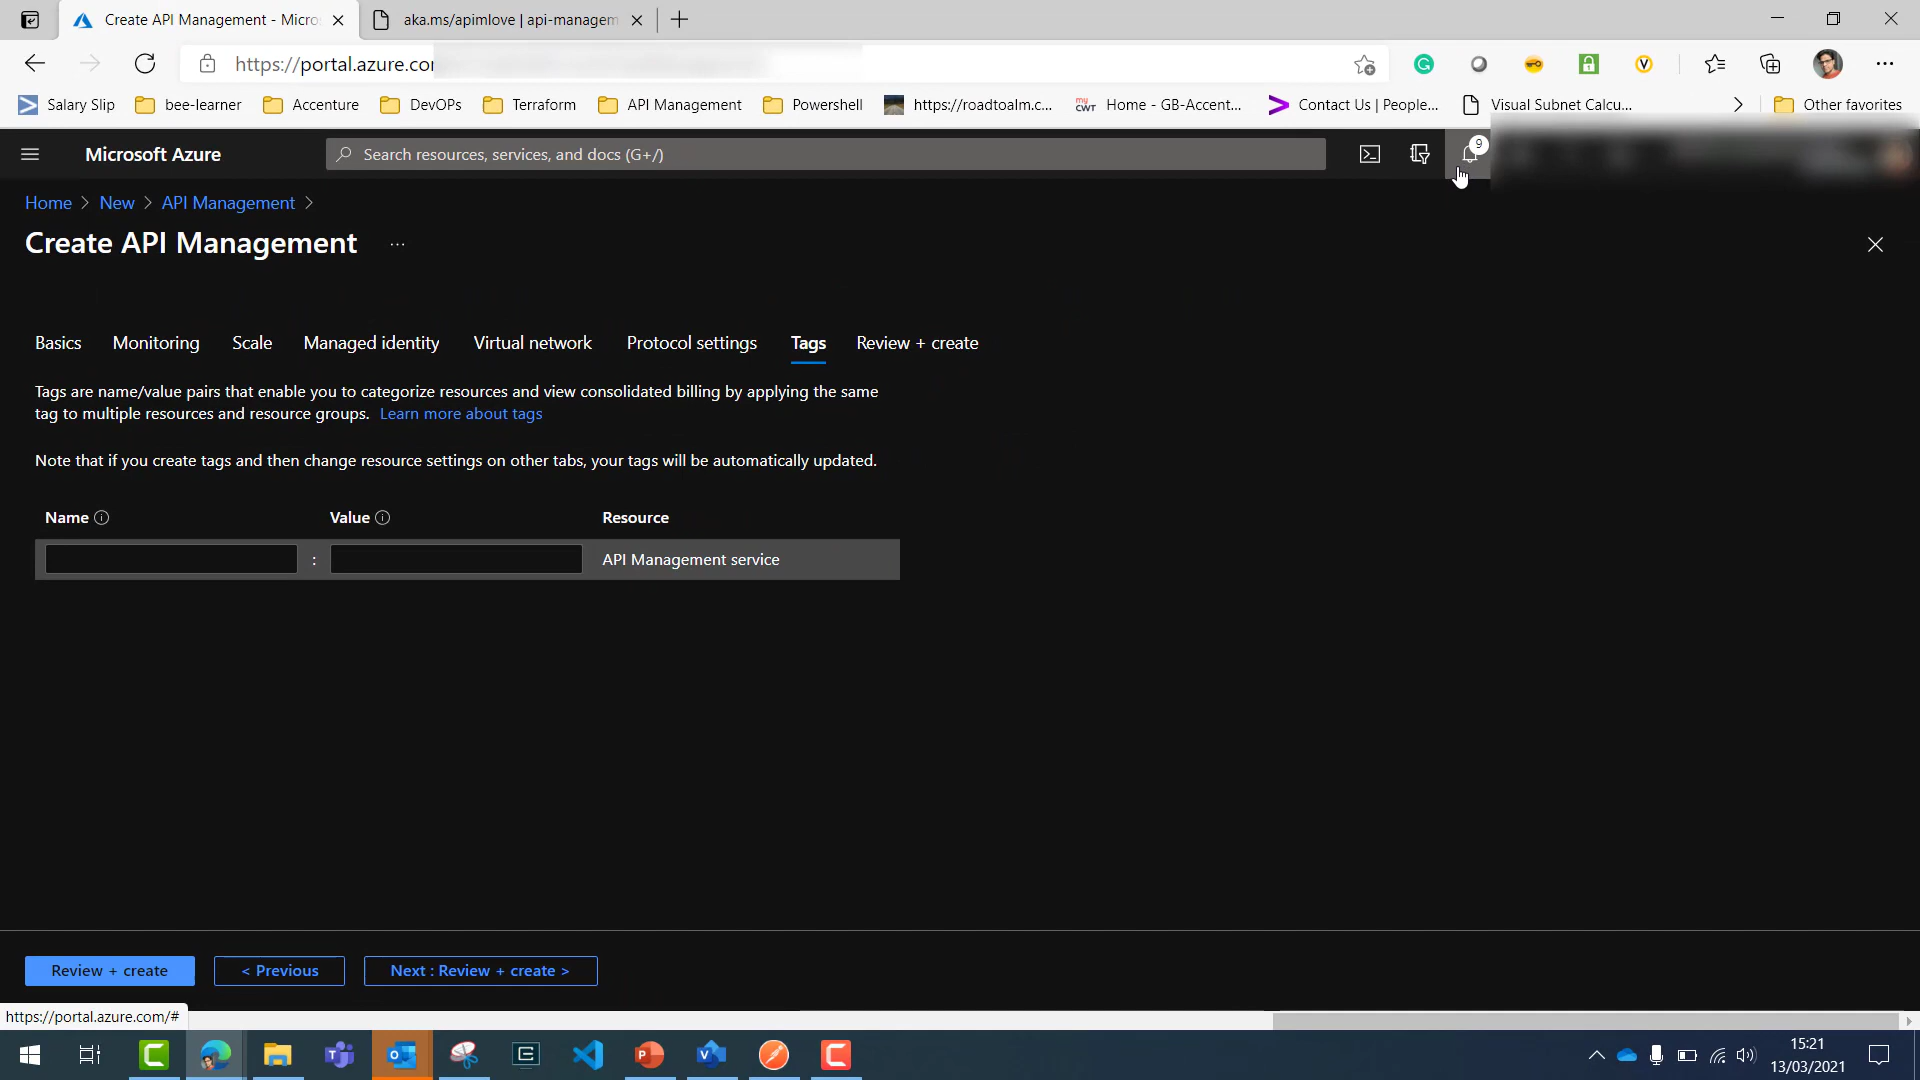 Create API Management - Micro
aka.ms/apimlove | api-managem
https://portal.azure.co
Salary Slip
bee-learner
Accenture
DevOPs
Terraform
API Management
Powershell
https://roadtoalm.c...
my CWT
Home - GB-Accent...
Contact Us | People...
Visual Subnet Calcu...
Other favorites
Microsoft Azure
Search resources, services, and docs (G+/)
9
Home > New > API Management >
Create API Management ...
Basics
Monitoring
Scale
Managed identity
Virtual network
Protocol settings
Tags
Review + create
Tags are name/value pairs that enable you to categorize resources and view consolidated billing by applying the same
tag to multiple resources and resource groups. Learn more about tags
Note that if you create tags and then change resource settings on other tabs, your tags will be automatically updated.
Name
Value
Resource
:
API Management service
Review + create
< Previous
Next : Review + create >
https://portal.azure.com/#
15:21
13/03/2021